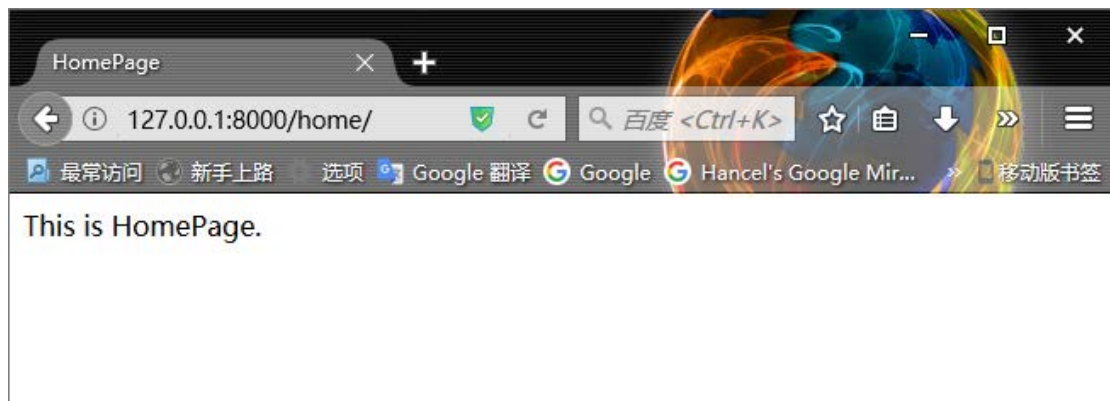 HomePage
127.0.0.1:8000/home/
百度 <Ctrl+K>
最常访问 新手上路 选项 Google 翻译 Google Hancel's Google Mir... 移动版书签
This is HomePage.